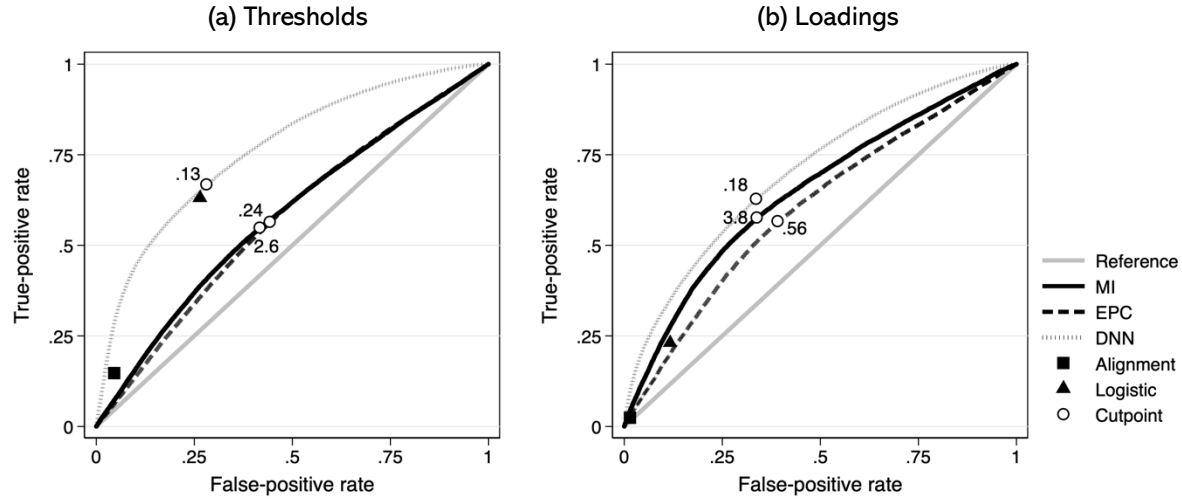 (a) Thresholds
1
.75
.5
.25
0
True-positive rate
.13
.24
2.6
0
.25
.5
.75
1
False-positive rate
(b) Loadings
1
.75
.5
.25
0
True-positive rate
.18
3.8
.56
0
.25
.5
.75
1
False-positive rate
Reference
MI
EPC
DNN
Alignment
Logistic
Cutpoint